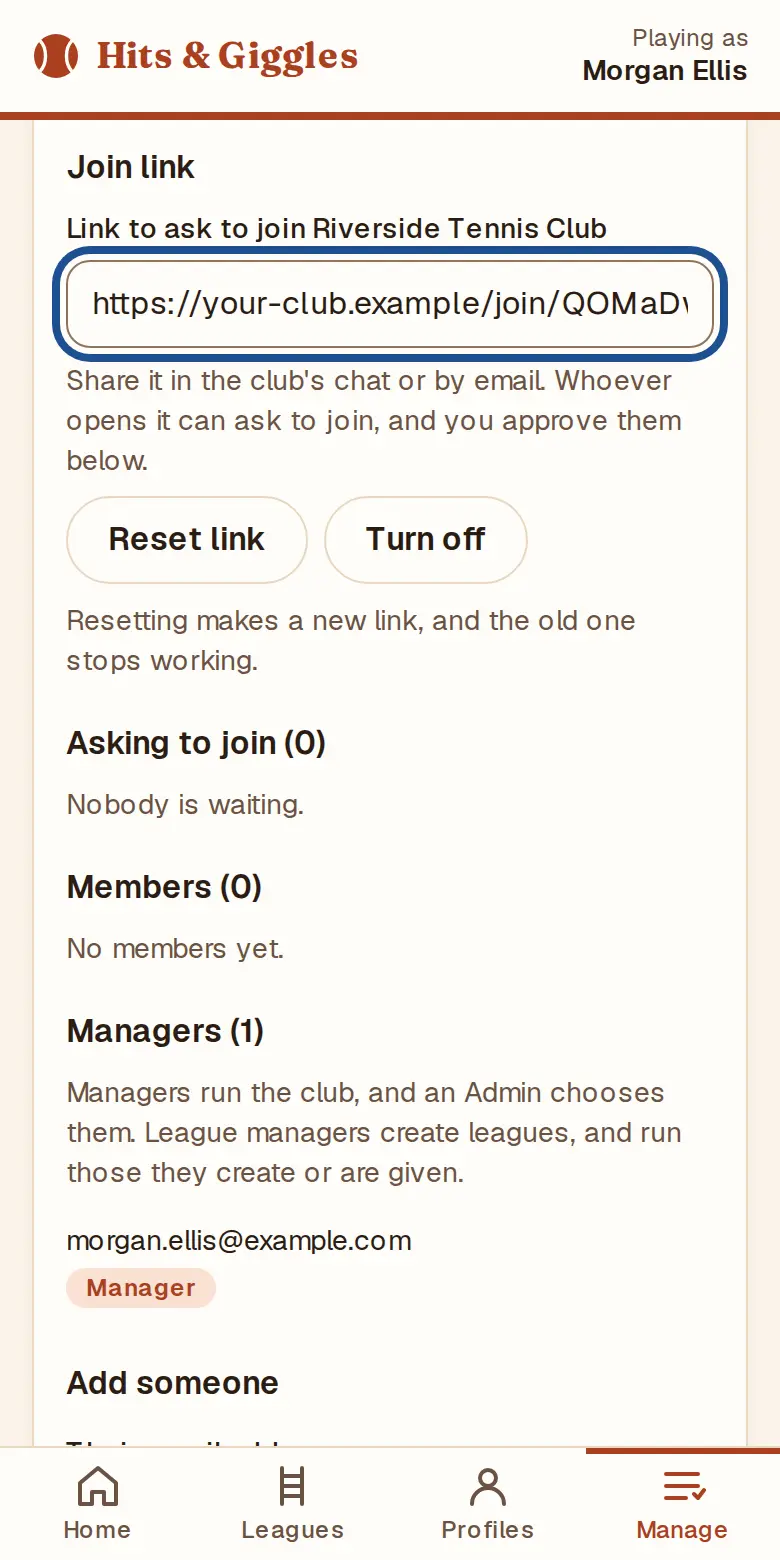 Hits & Giggles
Playing as
Morgan Ellis
Join link
Link to ask to join Riverside Tennis Club
https://your-club.example/join/QOMaD
Share it in the club's chat or by email. Whoever
opens it can ask to join, and you approve them
below.
Reset link
Turn off
Resetting makes a new link, and the old one
stops working.
Asking to join (0)
Nobody is waiting.
Members (0)
No members yet.
Managers (1)
Managers run the club, and an Admin chooses
them. League managers create leagues, and run
those they create or are given.
morgan.ellis@example.com
Manager
Add someone
Home
Leagues
Profiles
Manage